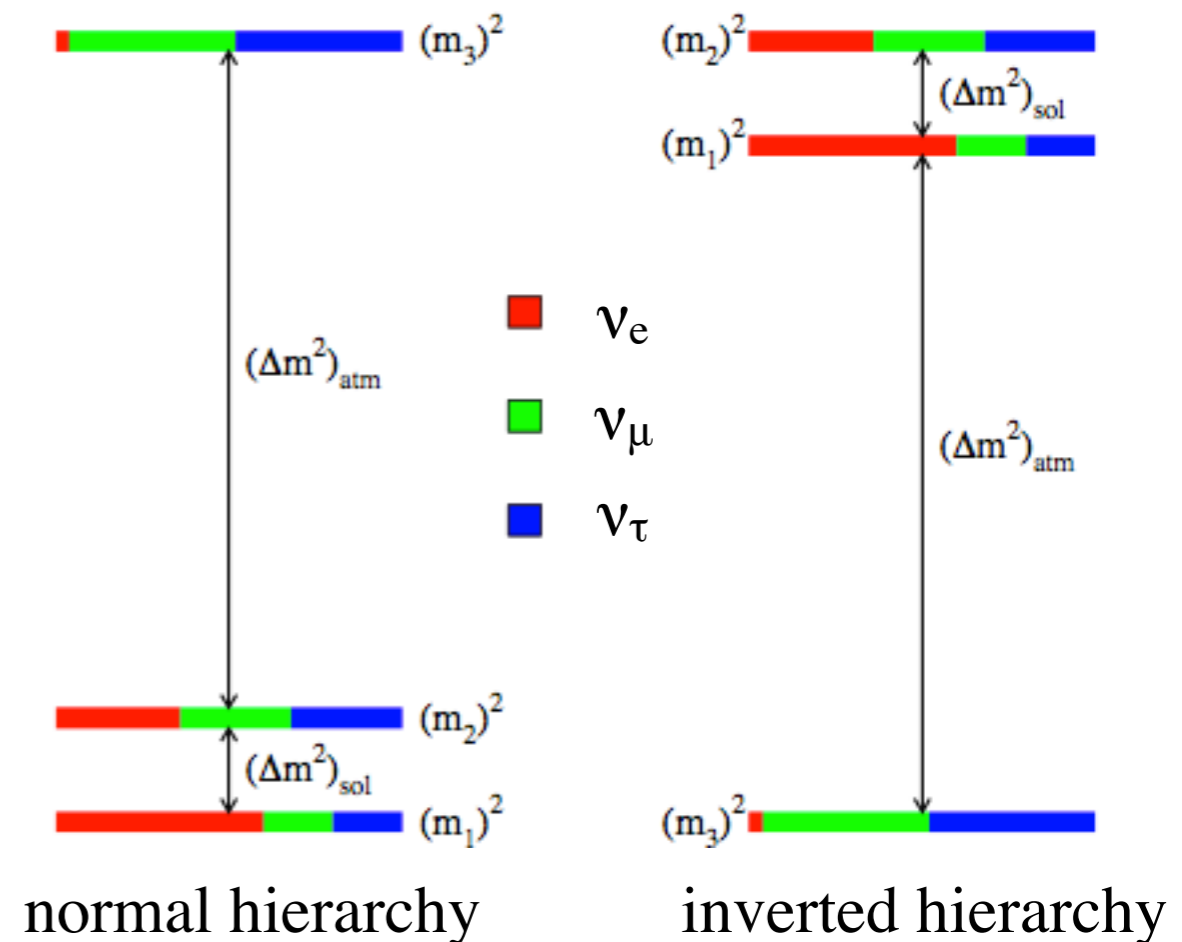 (m₃)²
(Δm²)atm
(m₂)²
(Δm²)sol
(m₁)²
normal hierarchy
νe
νμ
ντ
(m₂)²
(Δm²)sol
(m₁)²
(Δm²)atm
(m₃)²
inverted hierarchy